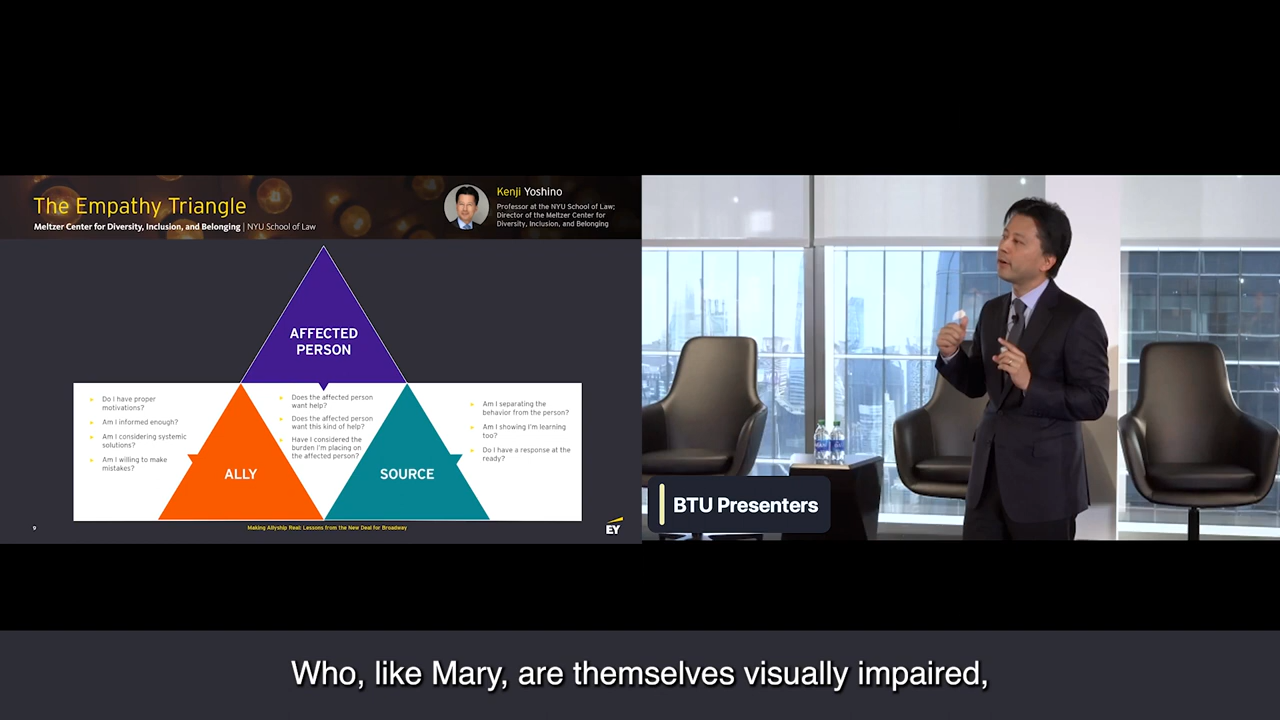 The Empathy Triangle
Meltzer Center for Diversity, Inclusion, and Belonging | NYU School of Law
Kenji Yoshino
Professor at the NYU School of Law;
Director of the Meltzer Center for
Diversity, Inclusion, and Belonging
AFFECTED
PERSON
Do I have proper
motivations?
Am I informed enough?
Am I considering systemic
solutions?
Am I willing to make
mistakes?
ALLY
Does the affected person
want help?
Does the affected person
want this kind of help?
Have I considered the
burden I'm placing on
the affected person?
SOURCE
Am I separating the
behavior from the person?
Am I showing I'm learning
too?
Do I have a response at the
ready?
9
Making Allyship Real: Lessons from the New Deal for Broadway
EY
BTU Presenters
Who, like Mary, are themselves visually impaired,